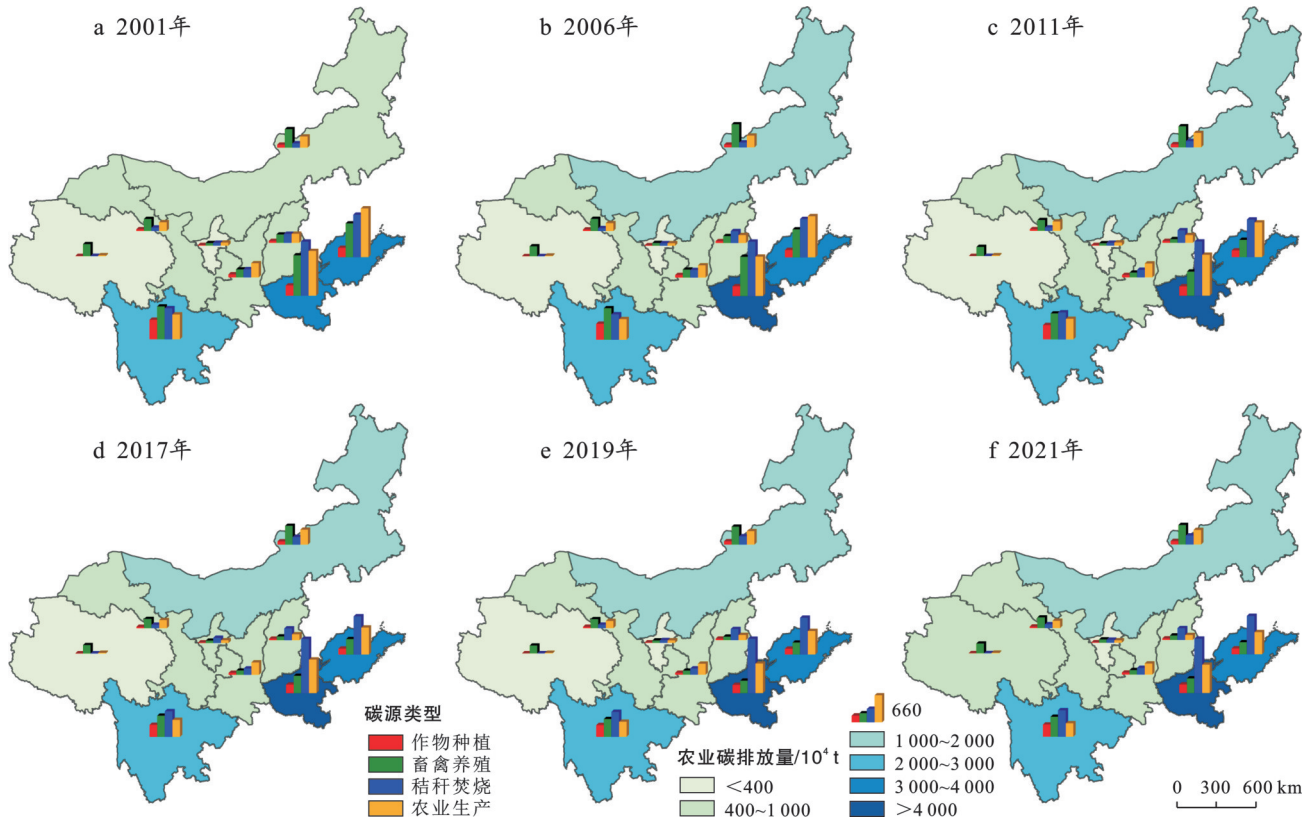 a 2001年
b 2006年
c 2011年
d 2017年
e 2019年
f 2021年
碳源类型
作物种植
畜禽养殖
秸秆焚烧
农业生产
农业碳排放量/10⁴ t
<400
400~1 000
660
1 000~2 000
2 000~3 000
3 000~4 000
>4 000
0 300 600 km